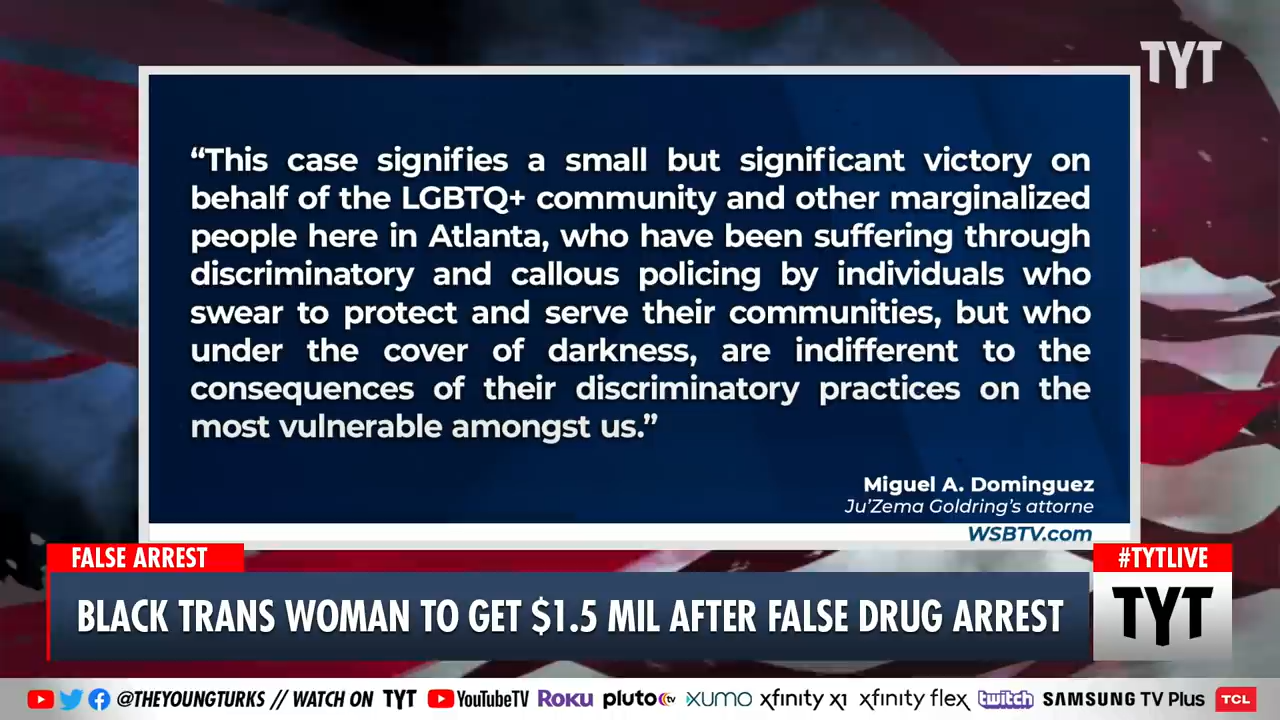 TYT
“This case signifies a small but significant victory on
behalf of the LGBTQ+ community and other marginalized
people here in Atlanta, who have been suffering through
discriminatory and callous policing by individuals who
swear to protect and serve their communities, but who
under the cover of darkness, are indifferent to the
consequences of their discriminatory practices on the
most vulnerable amongst us.”
Miguel A. Dominguez
Ju’Zema Goldring’s attorne
WSBTV.com
FALSE ARREST
#TYTLIVE
BLACK TRANS WOMAN TO GET $1.5 MIL AFTER FALSE DRUG ARREST
TYT
@THEYOUNGTURKS // WATCH ON TYT YouTubeTV ROKU pluto tv xumo xfinity x1 xfinity flex twitch SAMSUNG TV Plus TCL